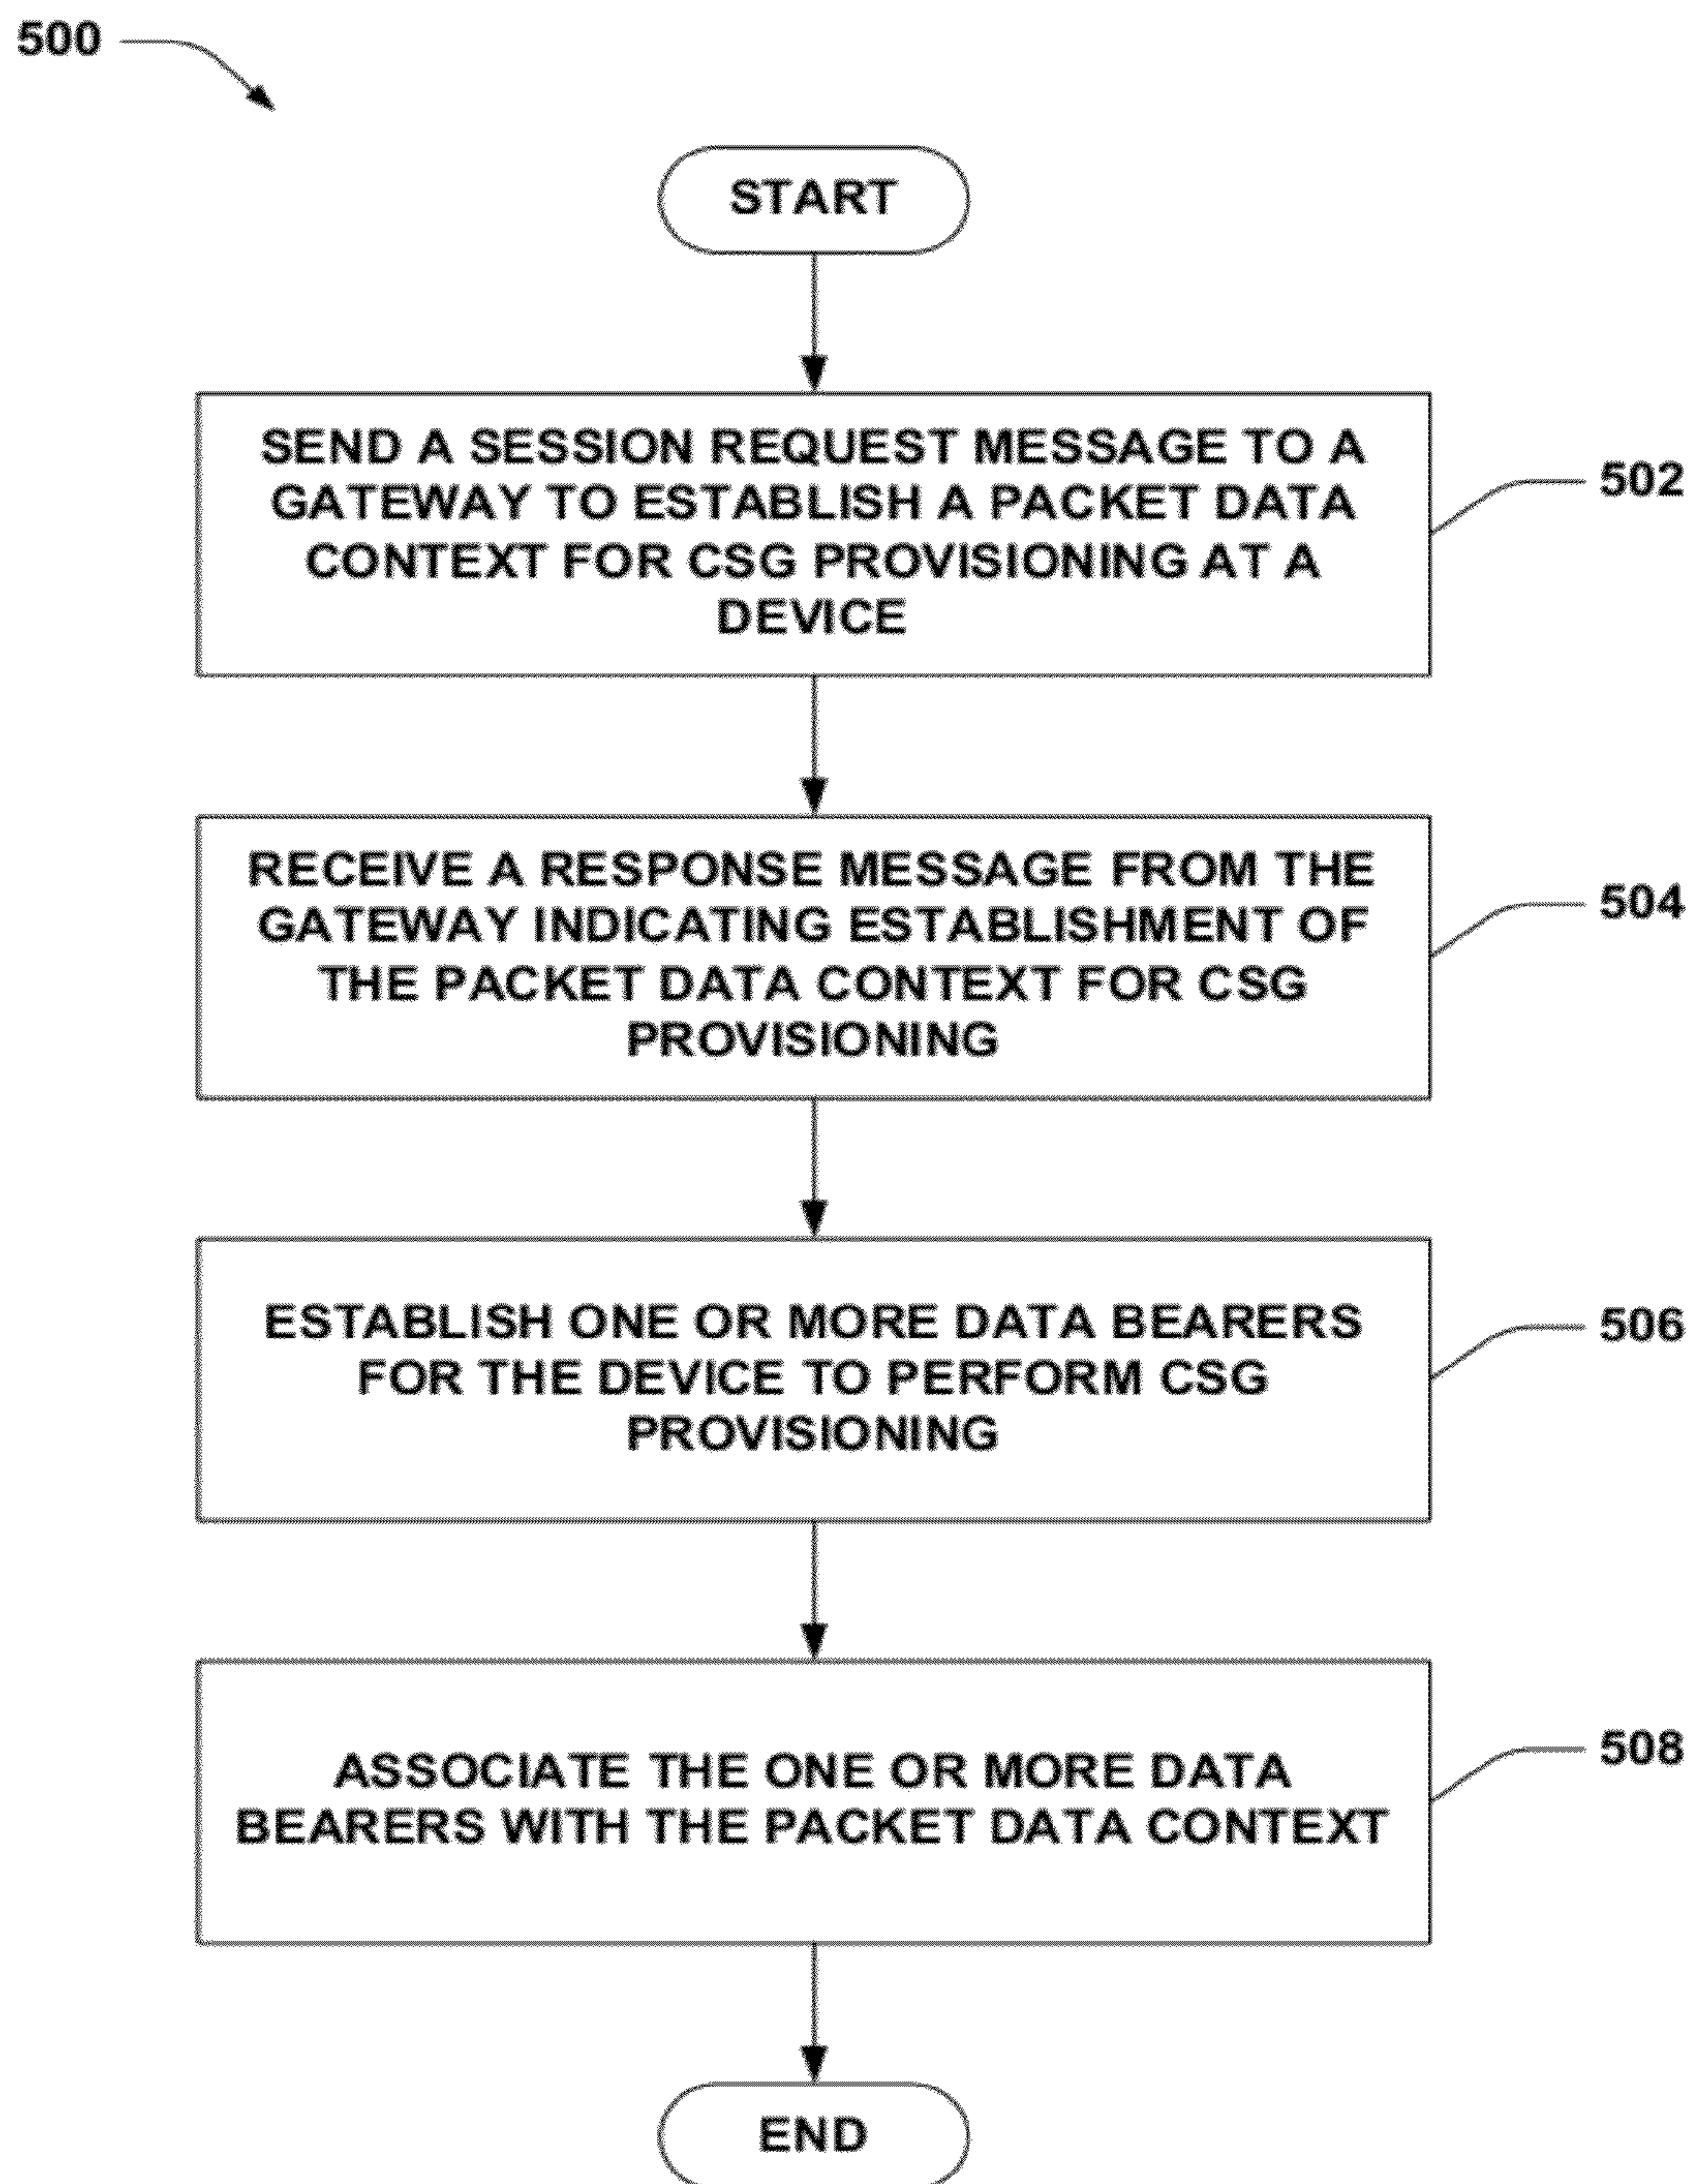 500
START
SEND A SESSION REQUEST MESSAGE TO A
GATEWAY TO ESTABLISH A PACKET DATA
CONTEXT FOR CSG PROVISIONING AT A
DEVICE
502
RECEIVE A RESPONSE MESSAGE FROM THE
GATEWAY INDICATING ESTABLISHMENT OF
THE PACKET DATA CONTEXT FOR CSG
PROVISIONING
504
ESTABLISH ONE OR MORE DATA BEARERS
FOR THE DEVICE TO PERFORM CSG
PROVISIONING
506
ASSOCIATE THE ONE OR MORE DATA
BEARERS WITH THE PACKET DATA CONTEXT
508
END